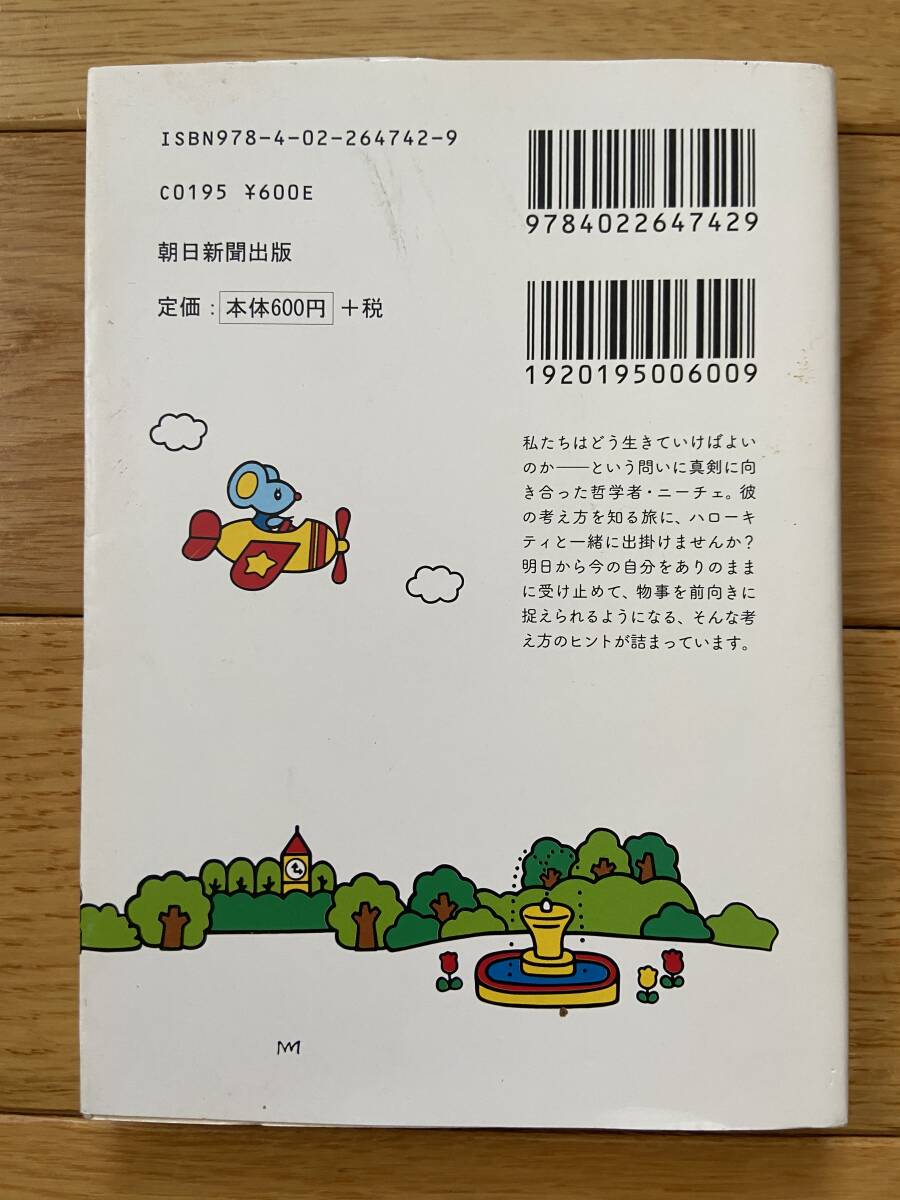 ISBN978-4-02-264742-9
C0195 ¥600E
朝日新聞出版
定価：本体600円＋税
9784022647429
1920195006009
私たちはどう生きていけばよい
のか――という問いに真剣に向
き合った哲学者・ニーチェ。彼
の考え方を知る旅に、ハローキ
ティと一緒に出掛けませんか？
明日から今の自分をありのまま
に受け止めて、物事を前向きに
捉えられるようになる、そんな考
え方のヒントが詰まっています。